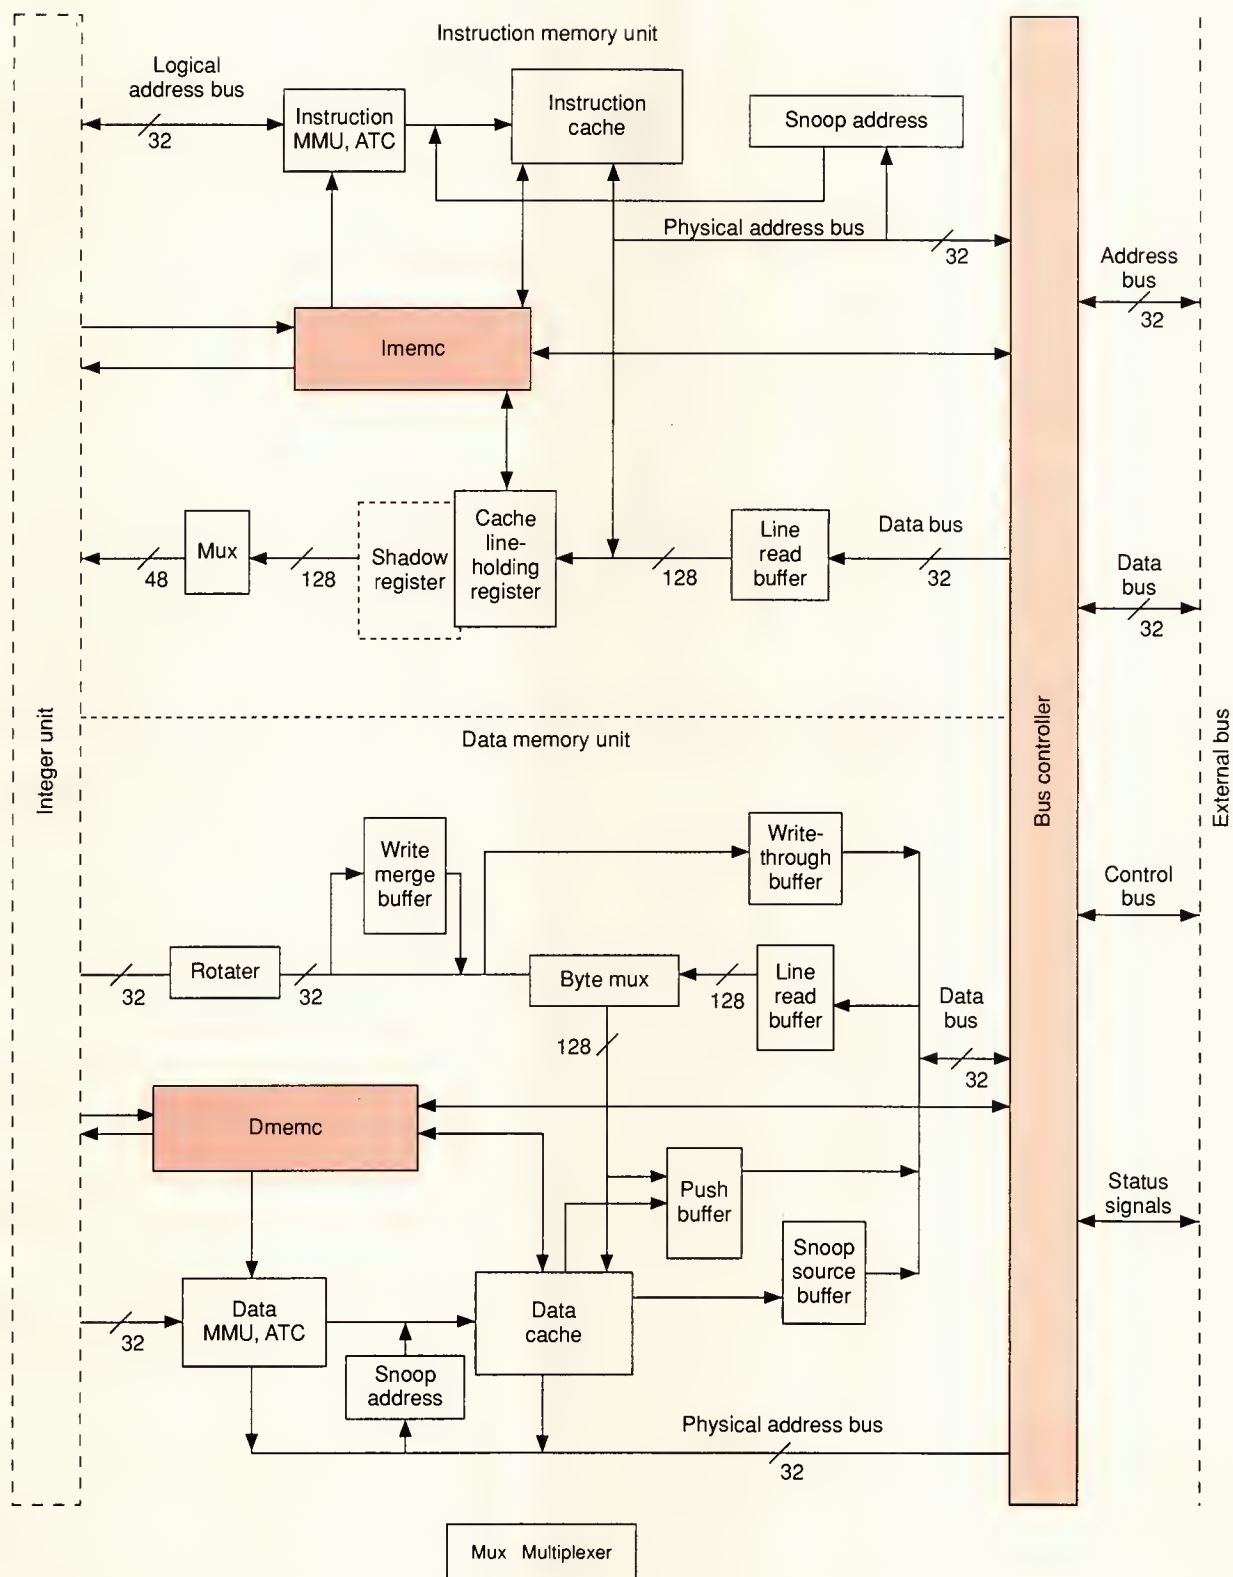 Instruction memory unit
Logical
address bus
32
Instruction
MMU, ATC
Instruction
cache
Snoop address
Physical address bus
32
Address
bus
32
Imemc
Mux
48
128
Shadow
register
Cache
line-
holding
register
128
Line
read
buffer
Data bus
32
Data
bus
32
Integer unit
Data memory unit
Bus controller
External bus
Write
merge
buffer
Write-
through
buffer
Control
bus
32
Rotater
32
Byte mux
128
Line
read
buffer
Data
bus
32
128
Dmemc
Push
buffer
Status
signals
Snoop
source
buffer
32
Data
MMU, ATC
Data
cache
Snoop
address
Physical address bus
32
Mux Multiplexer